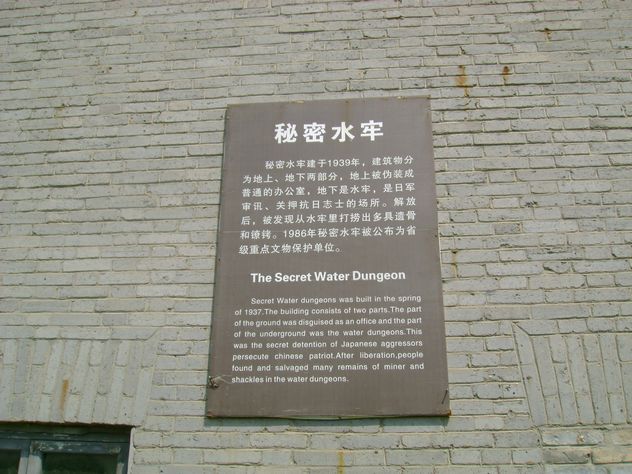 秘密水牢
秘密水牢建于1939年，建筑物分
为地上、地下两部分，地上被伪装成
普通的办公室，地下是水牢，是日军
审讯、关押抗日志士的场所。解放
后，被发现从水牢里打捞出多具遗骨
和镣铐。1986年秘密水牢被公布为省
级重点文物保护单位。
The Secret Water Dungeon
Secret Water dungeons was built in the spring
of 1937.The building consists of two parts.The part
of the ground was disguised as an office and the part
of the underground was the water dungeons.This
was the secret detention of Japanese aggressors
persecute chinese patriot.After liberation,people
found and salvaged many remains of miner and
shackles in the water dungeons.